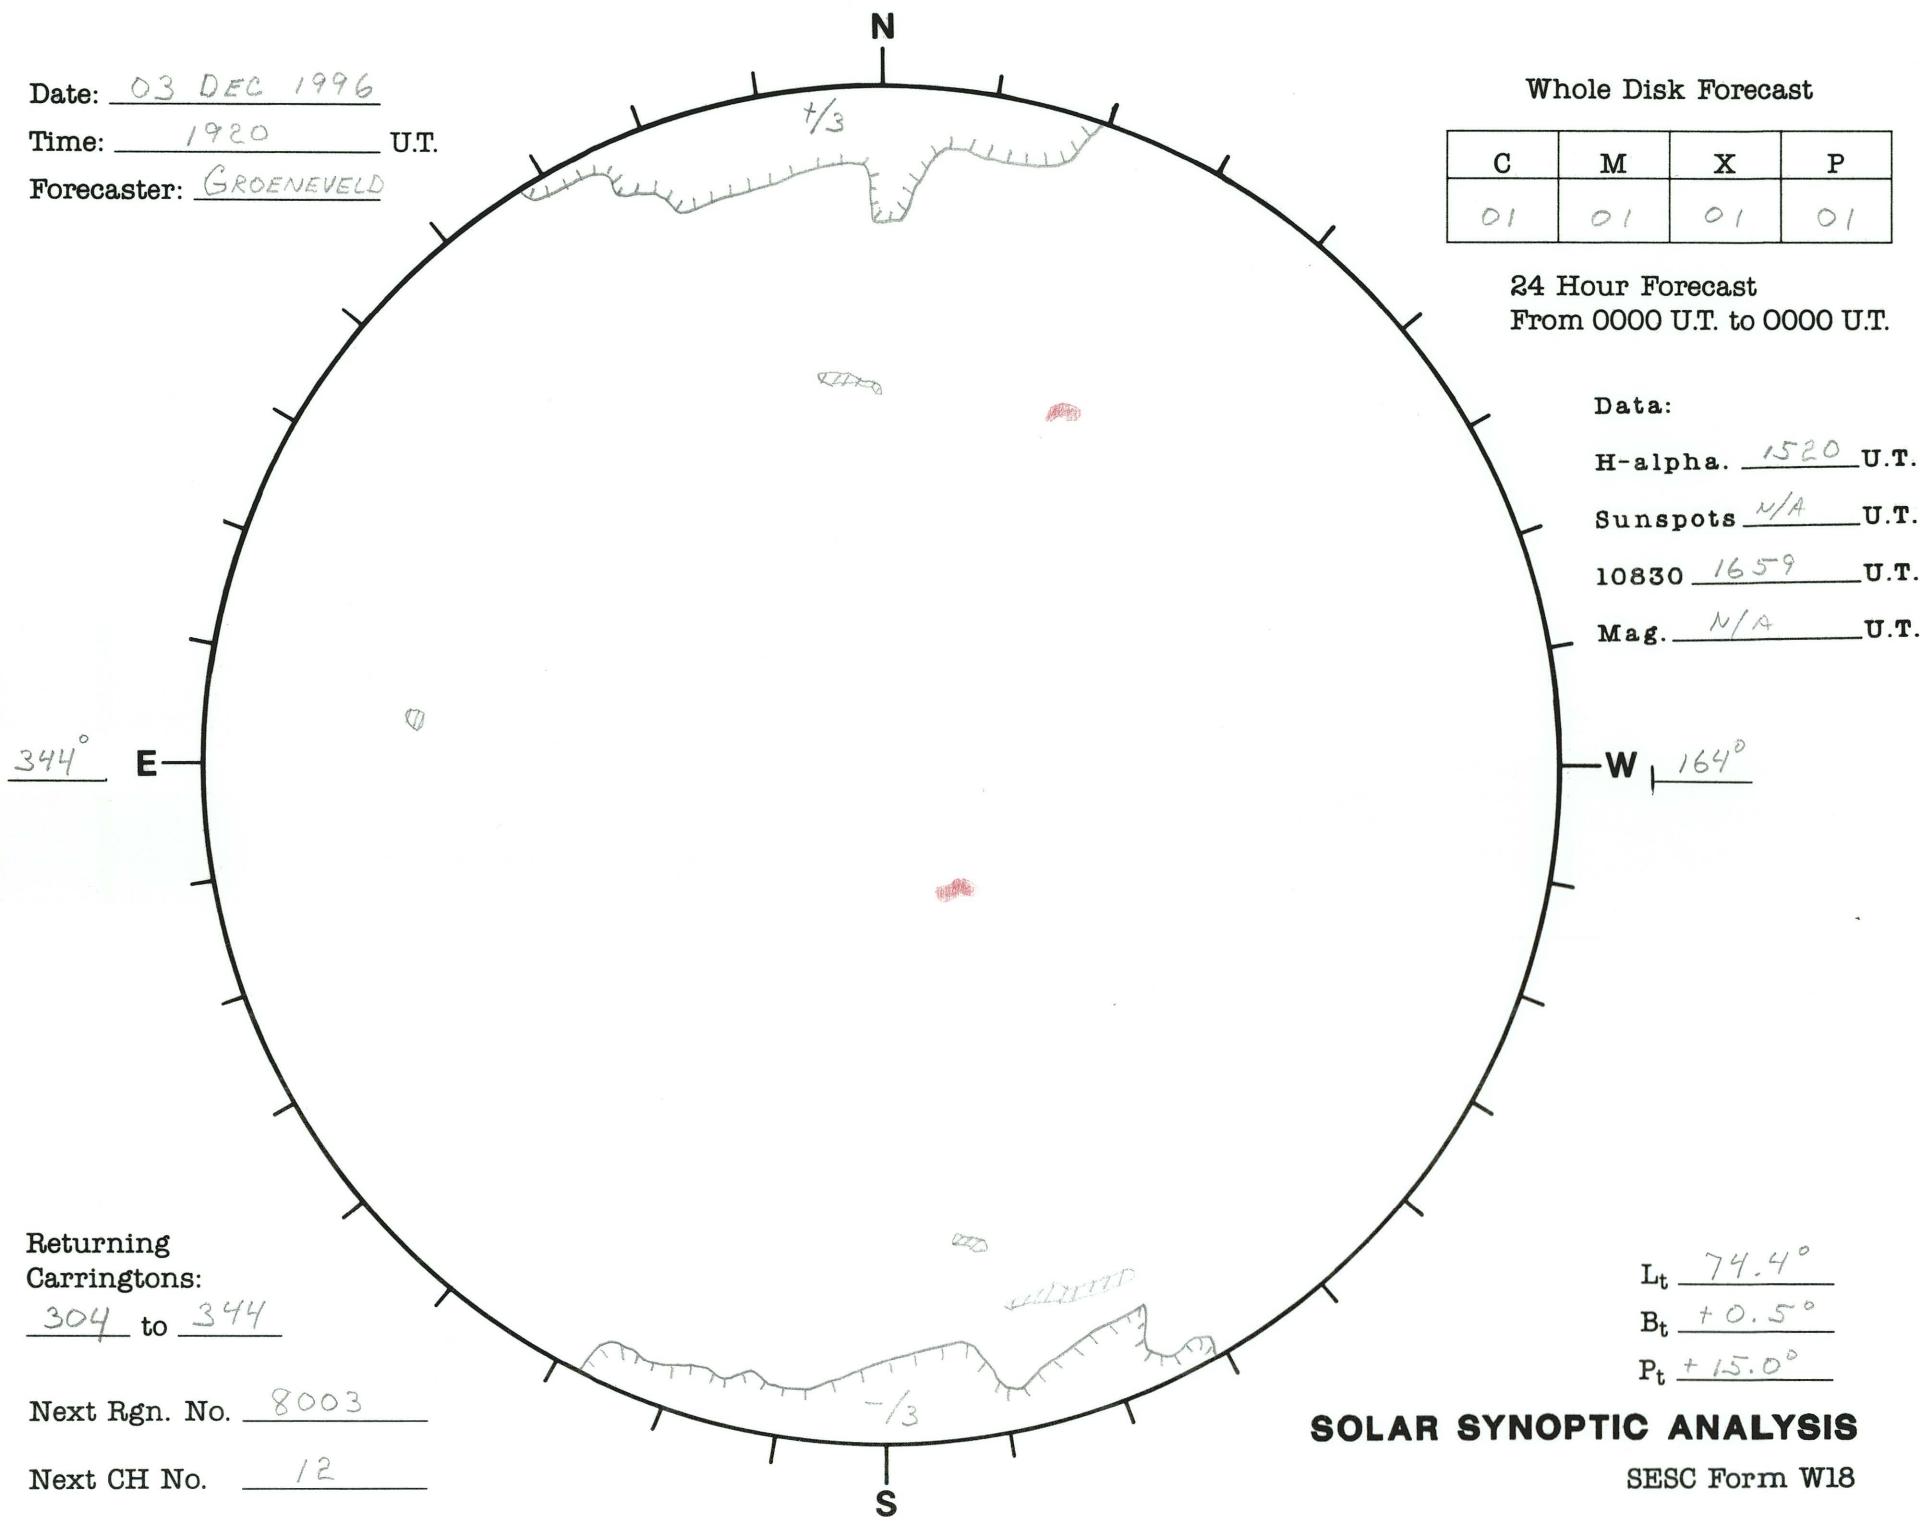 N
Date: 03 DEC 1996
Time: 1920 U.T.
Forecaster: GROENEVELD
+/3
Whole Disk Forecast
C M X P
01 01 01 01
24 Hour Forecast
From 0000 U.T. to 0000 U.T.
Data:
H-alpha. 1520 U.T.
Sunspots N/A U.T.
10830 1659 U.T.
Mag. N/A U.T.
344° E
W 164°
Returning
Carringtons:
304 to 344
Next Rgn. No. 8003
Next CH No. 12
-/3
S
Lt 74.4°
Bt +0.5°
Pt +15.0°
SOLAR SYNOPTIC ANALYSIS
SESC Form W18